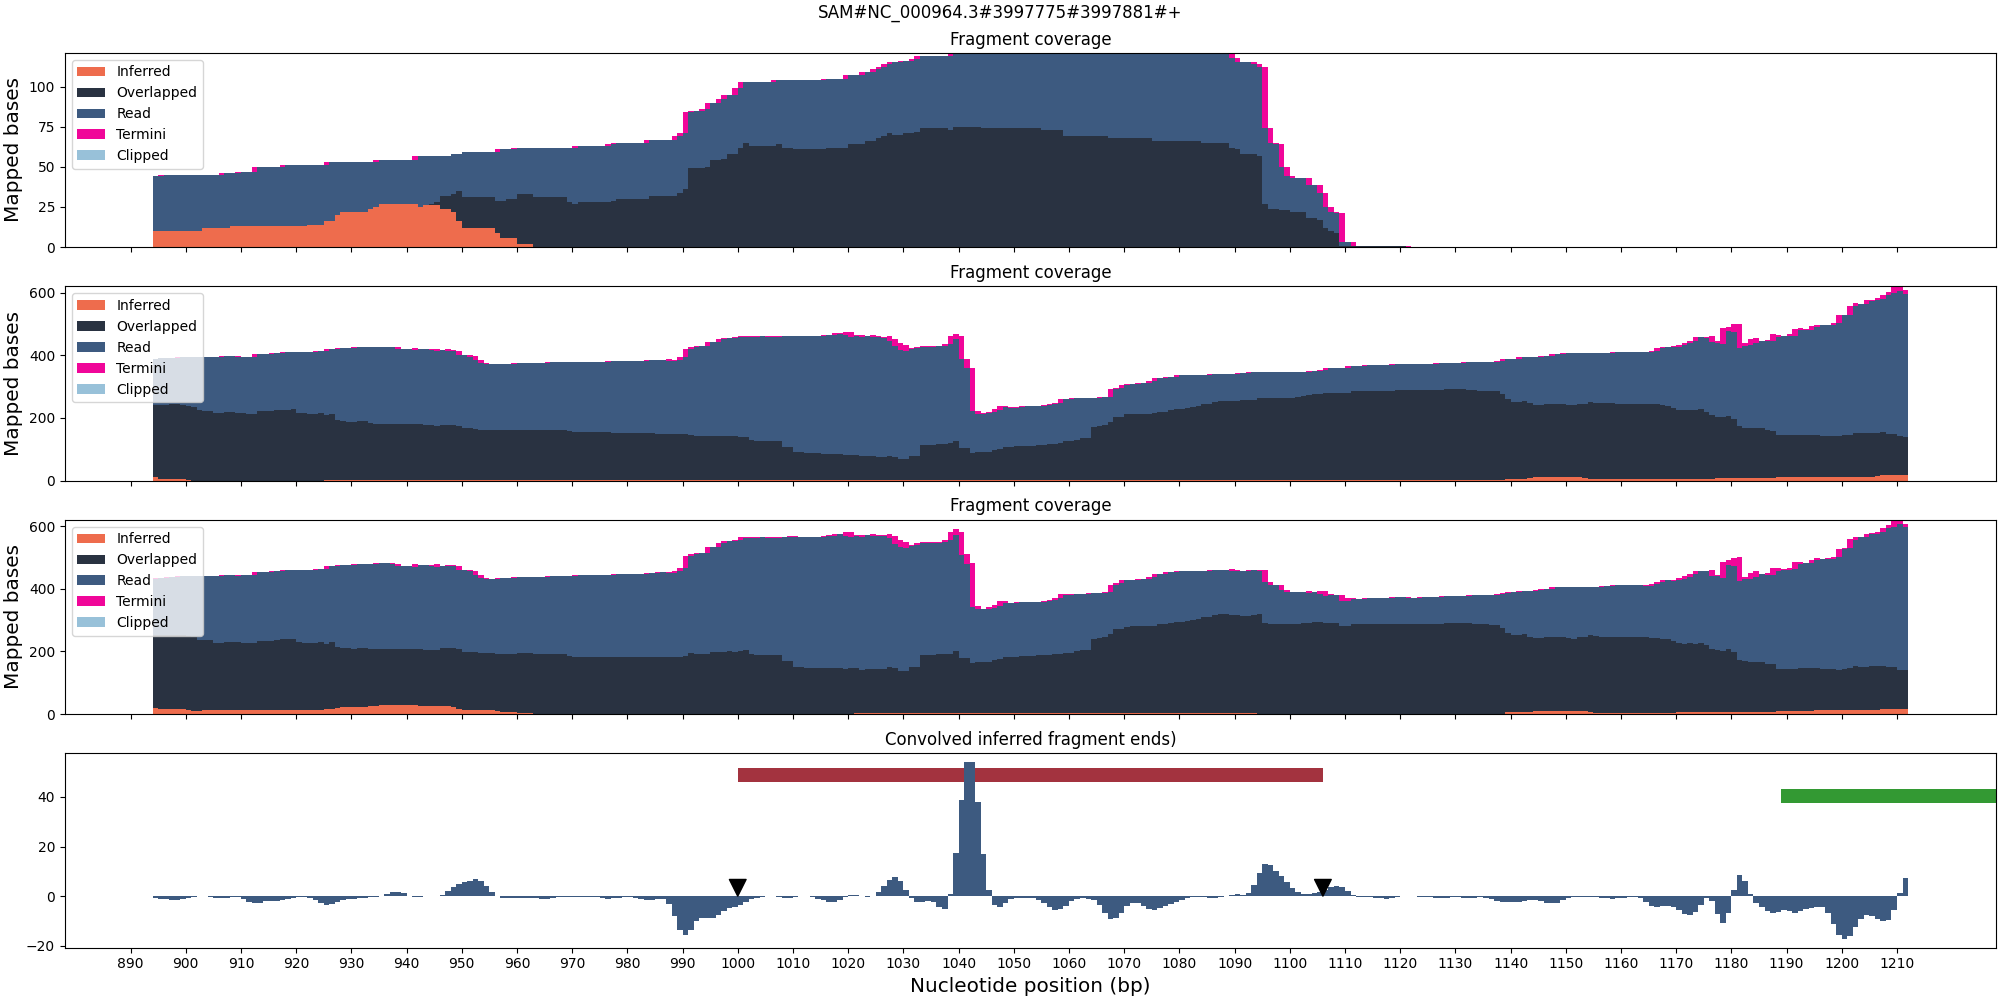 SAM#NC_000964.3#3997775#3997881#+
Fragment coverage
Mapped bases
100
75
50
25
0
Inferred
Overlapped
Read
Termini
Clipped
Fragment coverage
Mapped bases
600
400
200
0
Inferred
Overlapped
Read
Termini
Clipped
Fragment coverage
Mapped bases
600
400
200
0
Inferred
Overlapped
Read
Termini
Clipped
Convolved inferred fragment ends)
40
20
0
−20
890 900 910 920 930 940 950 960 970 980 990 1000 1010 1020 1030 1040 1050 1060 1070 1080 1090 1100 1110 1120 1130 1140 1150 1160 1170 1180 1190 1200 1210
Nucleotide position (bp)